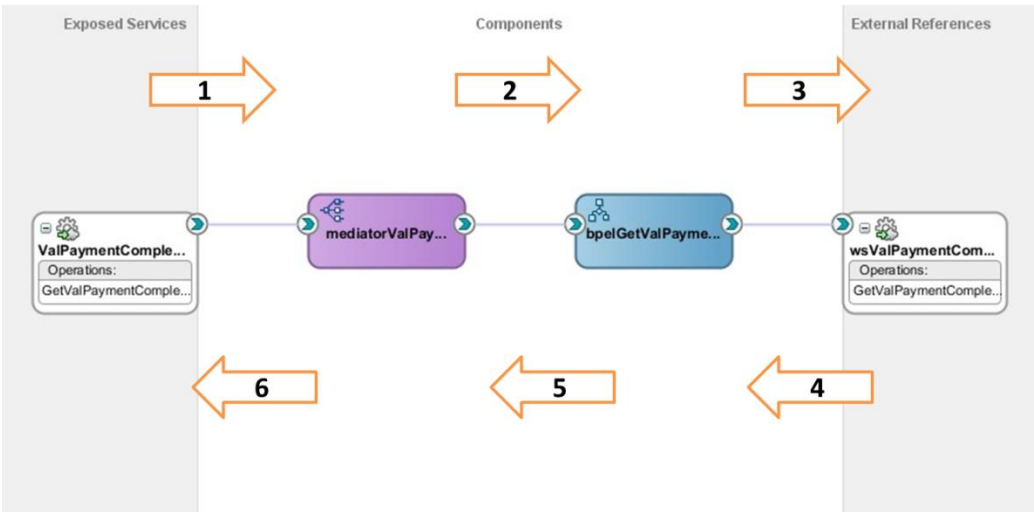 Exposed Services
Components
External References
1
2
3
mediatorValPay...
bpelGetValPayme...
ValPaymentComple...
Operations:
GetValPaymentComple...
wsValPaymentCom...
Operations:
GetValPaymentComple...
6
5
4